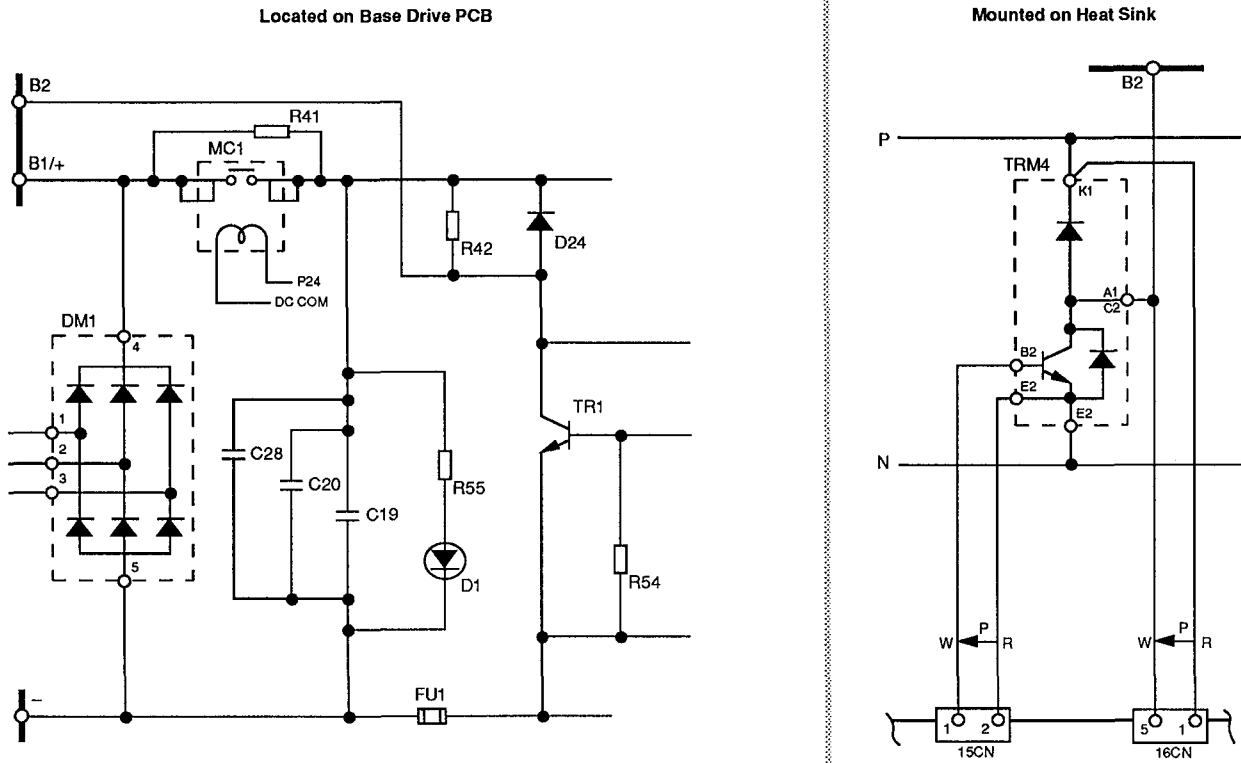 Located on Base Drive PCB
Mounted on Heat Sink
B2
B2
R41
P
MC1
TRM4
B1/+
K1
R42
D24
P24
DC COM
A1
C2
DM1
4
B2
E2
TR1
E2
1
2
C28
3
C20
R55
N
C19
5
D1
R54
W
P
R
W
P
R
–
FU1
1
2
5
1
15CN
16CN